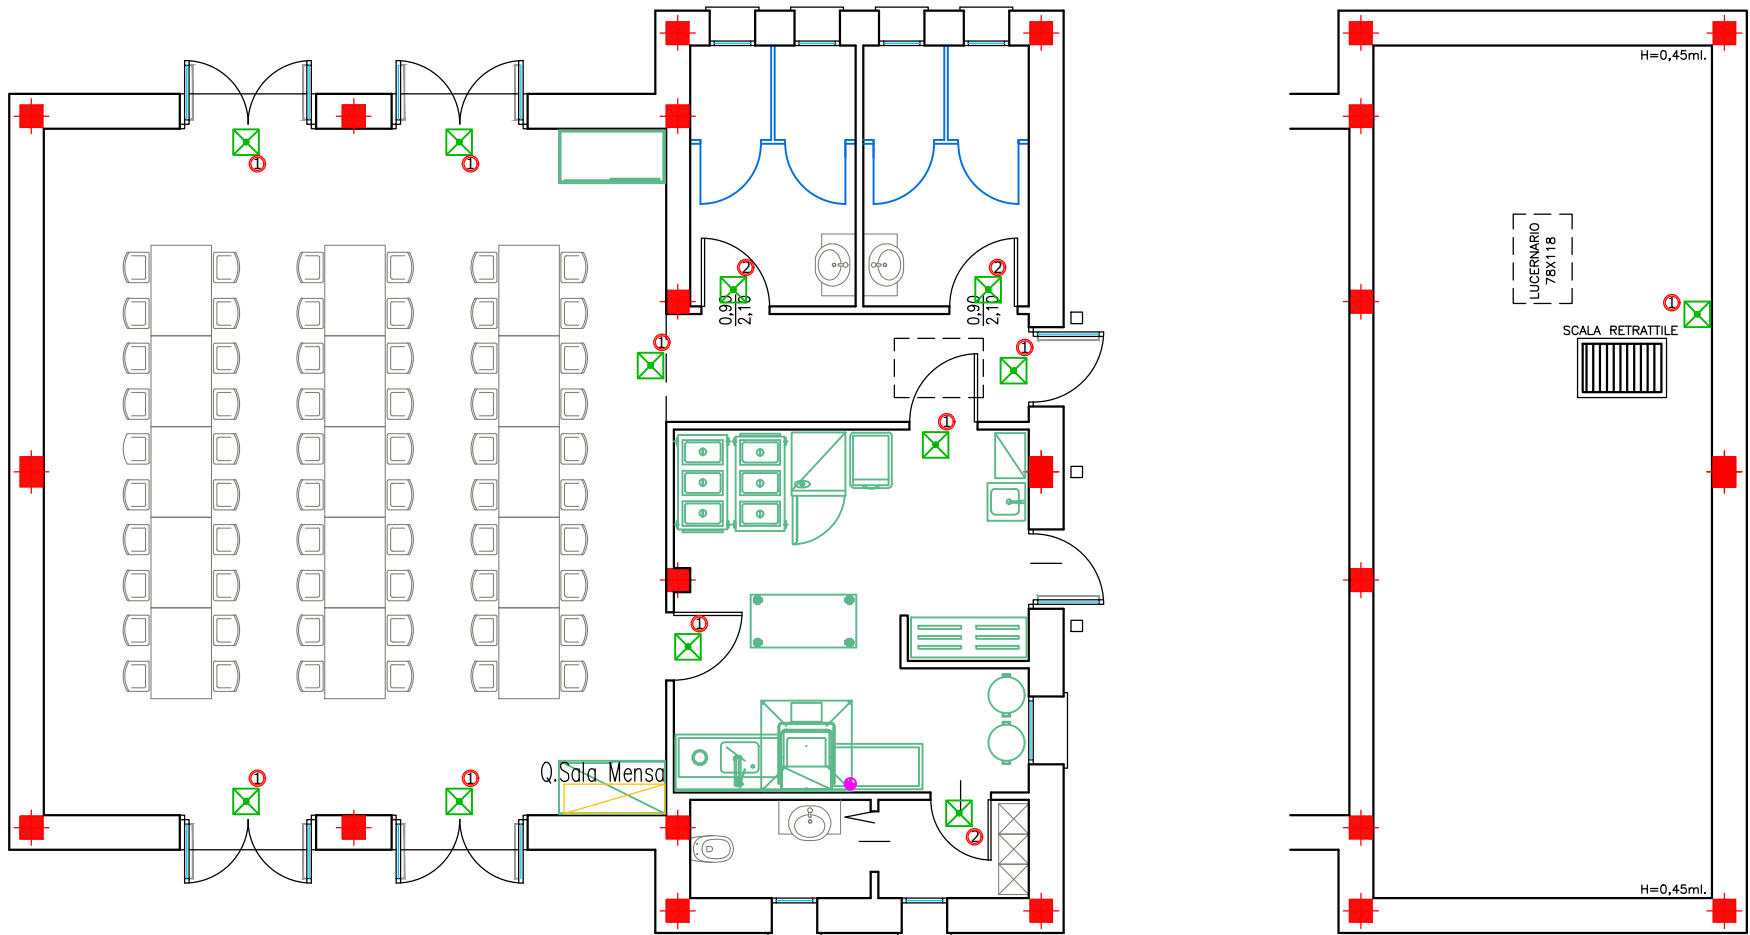 H=0,45ml.
1
1
LUCERNARIO
78X118
2
2
0,90
2,10
0,90
2,10
1
SCALA RETRATTILE
1
1
1
1
Q.Sala Mensa
1
1
2
H=0,45ml.